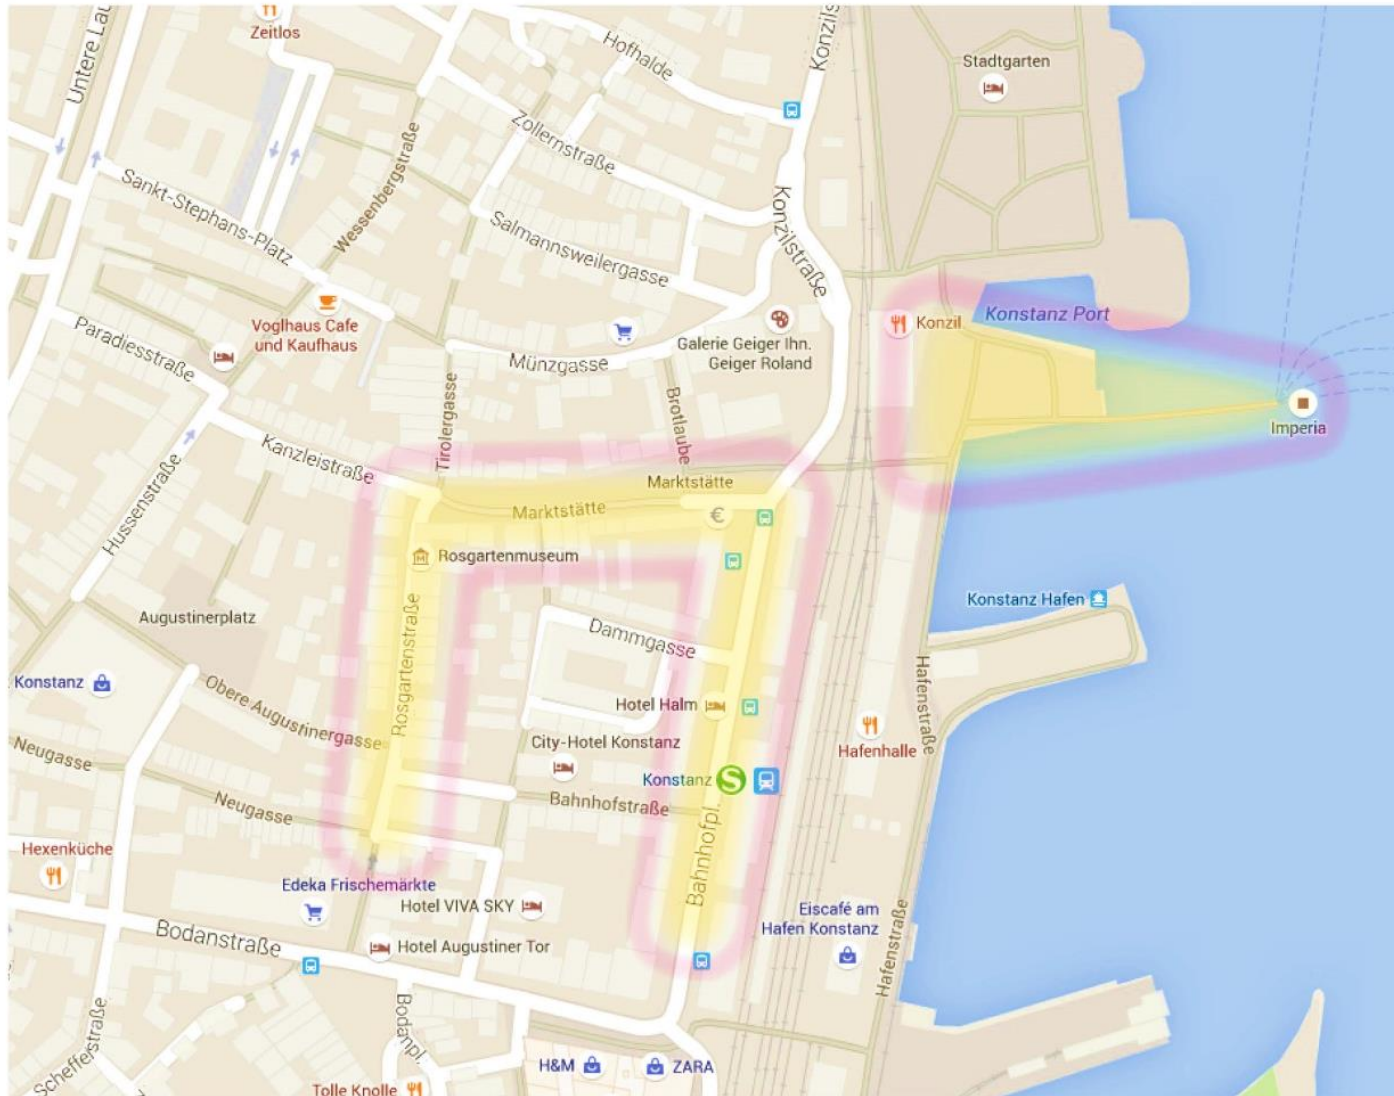 Zeitlos
Untere Lau
Hofhalde
Konzils
Stadtgarten
Zollernstraße
Sankt-Stephans-Platz
Wessenbergstraße
Salmannsweilergasse
Konzilstraße
Konstanz Port
Konzil
Voglhaus Cafe
und Kaufhaus
Paradiesstraße
Münzgasse
Galerie Geiger Ihn.
Geiger Roland
Imperia
Tirolergasse
Brotlaube
Kanzleistraße
Hussenstraße
Marktstätte
Marktstätte
€
Rosgartenmuseum
Konstanz Hafen
Augustinerplatz
Dammgasse
Rosgartenstraße
Konstanz
Obere Augustinergasse
Hotel Halm
Hafenstraße
Hafenhalle
City-Hotel Konstanz
Neugasse
Konstanz
S
Bahnhofstraße
Neugasse
Bahnhofpl.
Hexenküche
Edeka Frischemärkte
Hotel VIVA SKY
Eiscafé am
Hafen Konstanz
Hafenstraße
Bodanstraße
Hotel Augustiner Tor
Bodanpl.
Schefferstraße
H&M
ZARA
Tolle Knolle